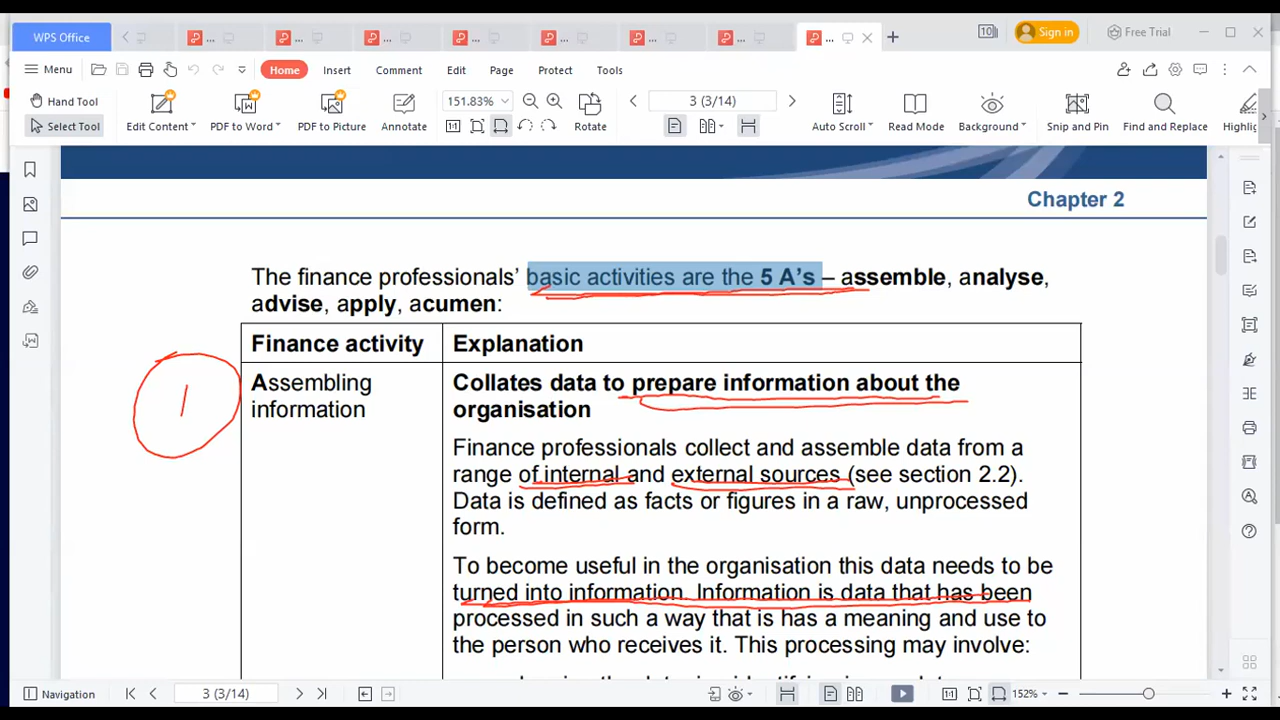 WPS Office
... ... ... ... ... ... ... ...
10
Sign in
Free Trial
Menu
Home Insert Comment Edit Page Protect Tools
Hand Tool
Select Tool
Edit Content
PDF to Word
PDF to Picture
Annotate
151.83%
Rotate
3 (3/14)
Auto Scroll
Read Mode
Background
Snip and Pin
Find and Replace
Highlig
Chapter 2
The finance professionals’ basic activities are the 5 A’s – assemble, analyse,
advise, apply, acumen:
Finance activity Explanation
1
Assembling
information
Collates data to prepare information about the
organisation
Finance professionals collect and assemble data from a
range of internal and external sources (see section 2.2).
Data is defined as facts or figures in a raw, unprocessed
form.
To become useful in the organisation this data needs to be
turned into information. Information is data that has been
processed in such a way that is has a meaning and use to
the person who receives it. This processing may involve:
Navigation
3 (3/14)
1:1
152%